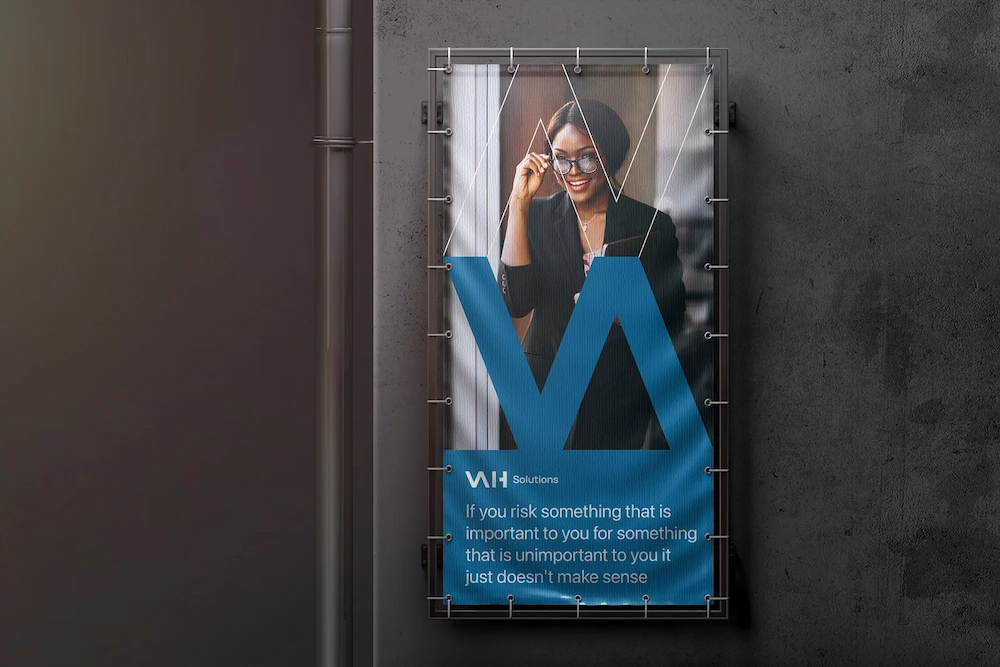 VAH Solutions
If you risk something that is
important to you for something
that is unimportant to you it
just doesn't make sense